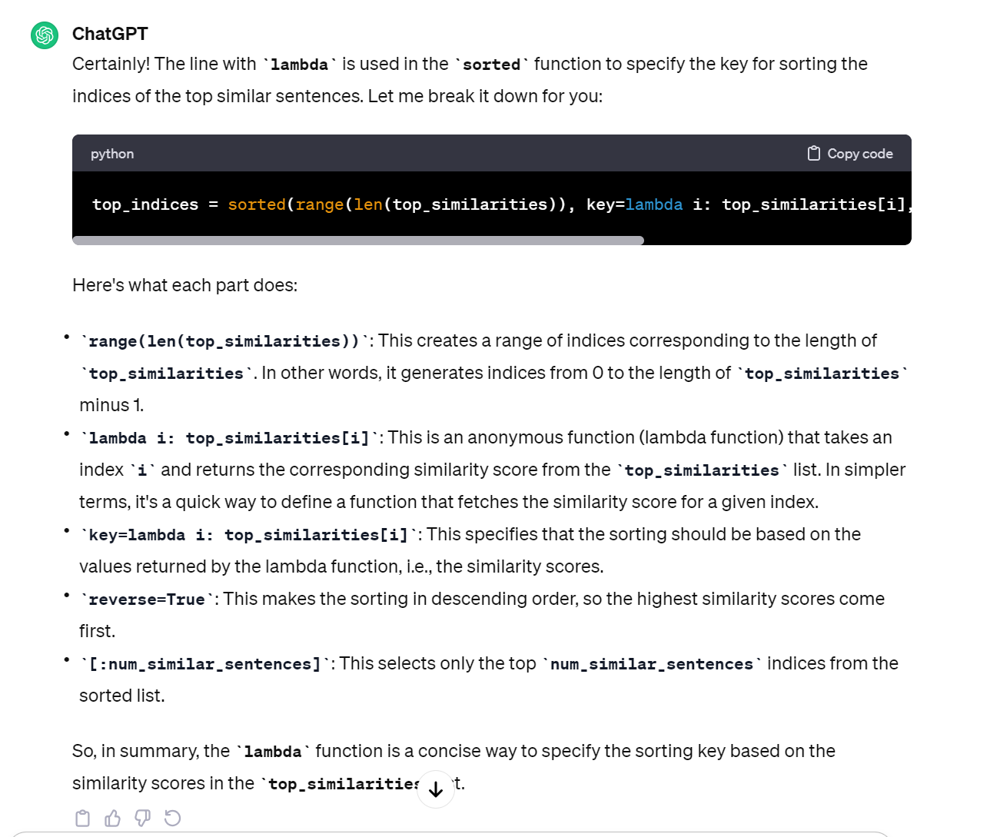 ChatGPT
Certainly! The line with `lambda` is used in the `sorted` function to specify the key for sorting the
indices of the top similar sentences. Let me break it down for you:
python
Copy code
top_indices = sorted(range(len(top_similarities)), key=lambda i: top_similarities[i],
Here's what each part does:
• `range(len(top_similarities))`: This creates a range of indices corresponding to the length of
`top_similarities`. In other words, it generates indices from 0 to the length of `top_similarities`
minus 1.
• `lambda i: top_similarities[i]`: This is an anonymous function (lambda function) that takes an
index `i` and returns the corresponding similarity score from the `top_similarities` list. In simpler
terms, it's a quick way to define a function that fetches the similarity score for a given index.
• `key=lambda i: top_similarities[i]`: This specifies that the sorting should be based on the
values returned by the lambda function, i.e., the similarity scores.
• `reverse=True`: This makes the sorting in descending order, so the highest similarity scores come
first.
• `[:num_similar_sentences]`: This selects only the top `num_similar_sentences` indices from the
sorted list.
So, in summary, the `lambda` function is a concise way to specify the sorting key based on the
similarity scores in the `top_similarities